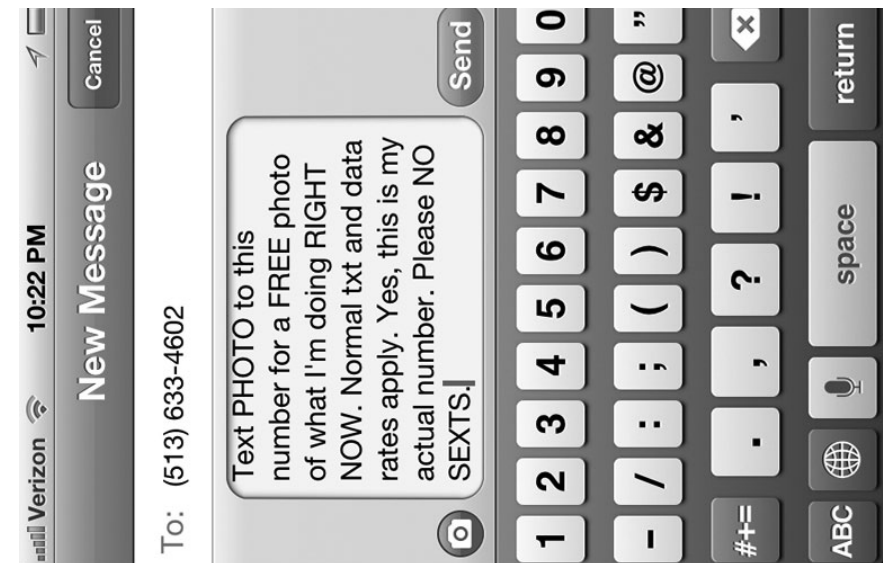 Verizon 10:22 PM
New Message Cancel
To: (513) 633-4602
Text PHOTO to this
number for a FREE photo
of what I'm doing RIGHT
NOW. Normal txt and data
rates apply. Yes, this is my
actual number. Please NO
SEXTS.
Send
1 2 3 4 5 6 7 8 9 0
- / : ; ( ) $ & @ "
#+= . , ? ! '
ABC space return